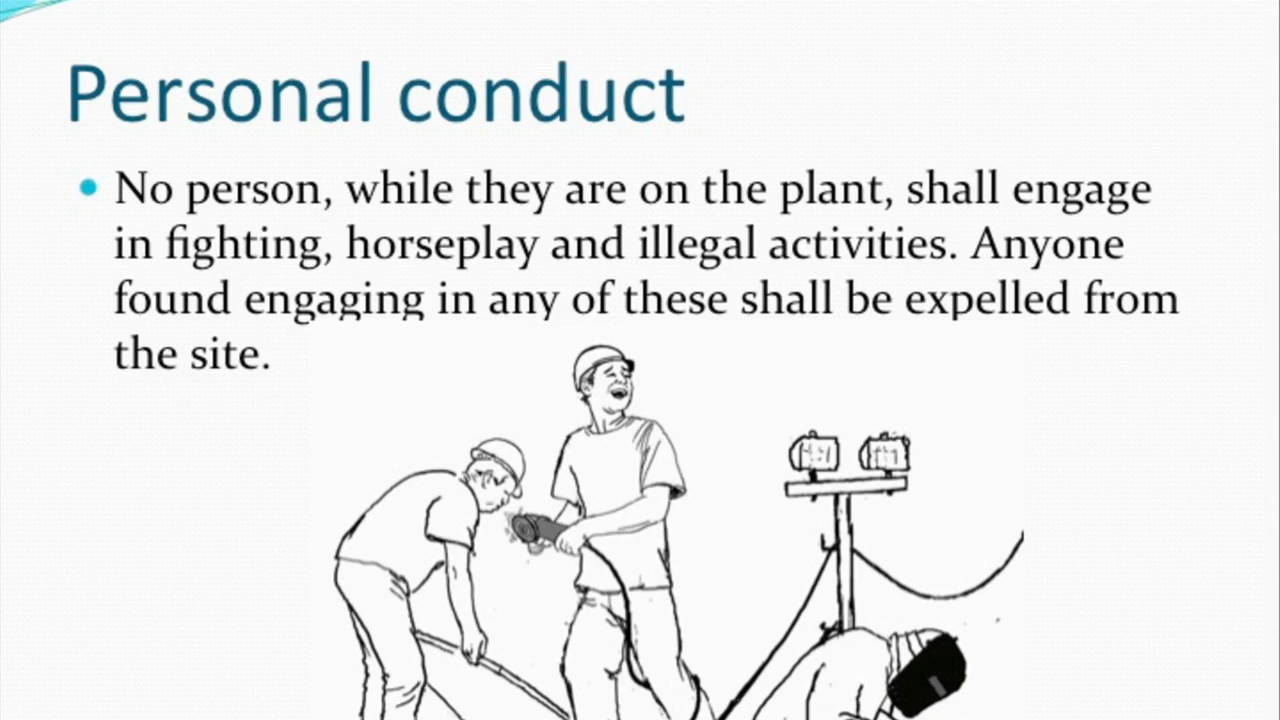 Personal conduct
No person, while they are on the plant, shall engage
in fighting, horseplay and illegal activities. Anyone
found engaging in any of these shall be expelled from
the site.